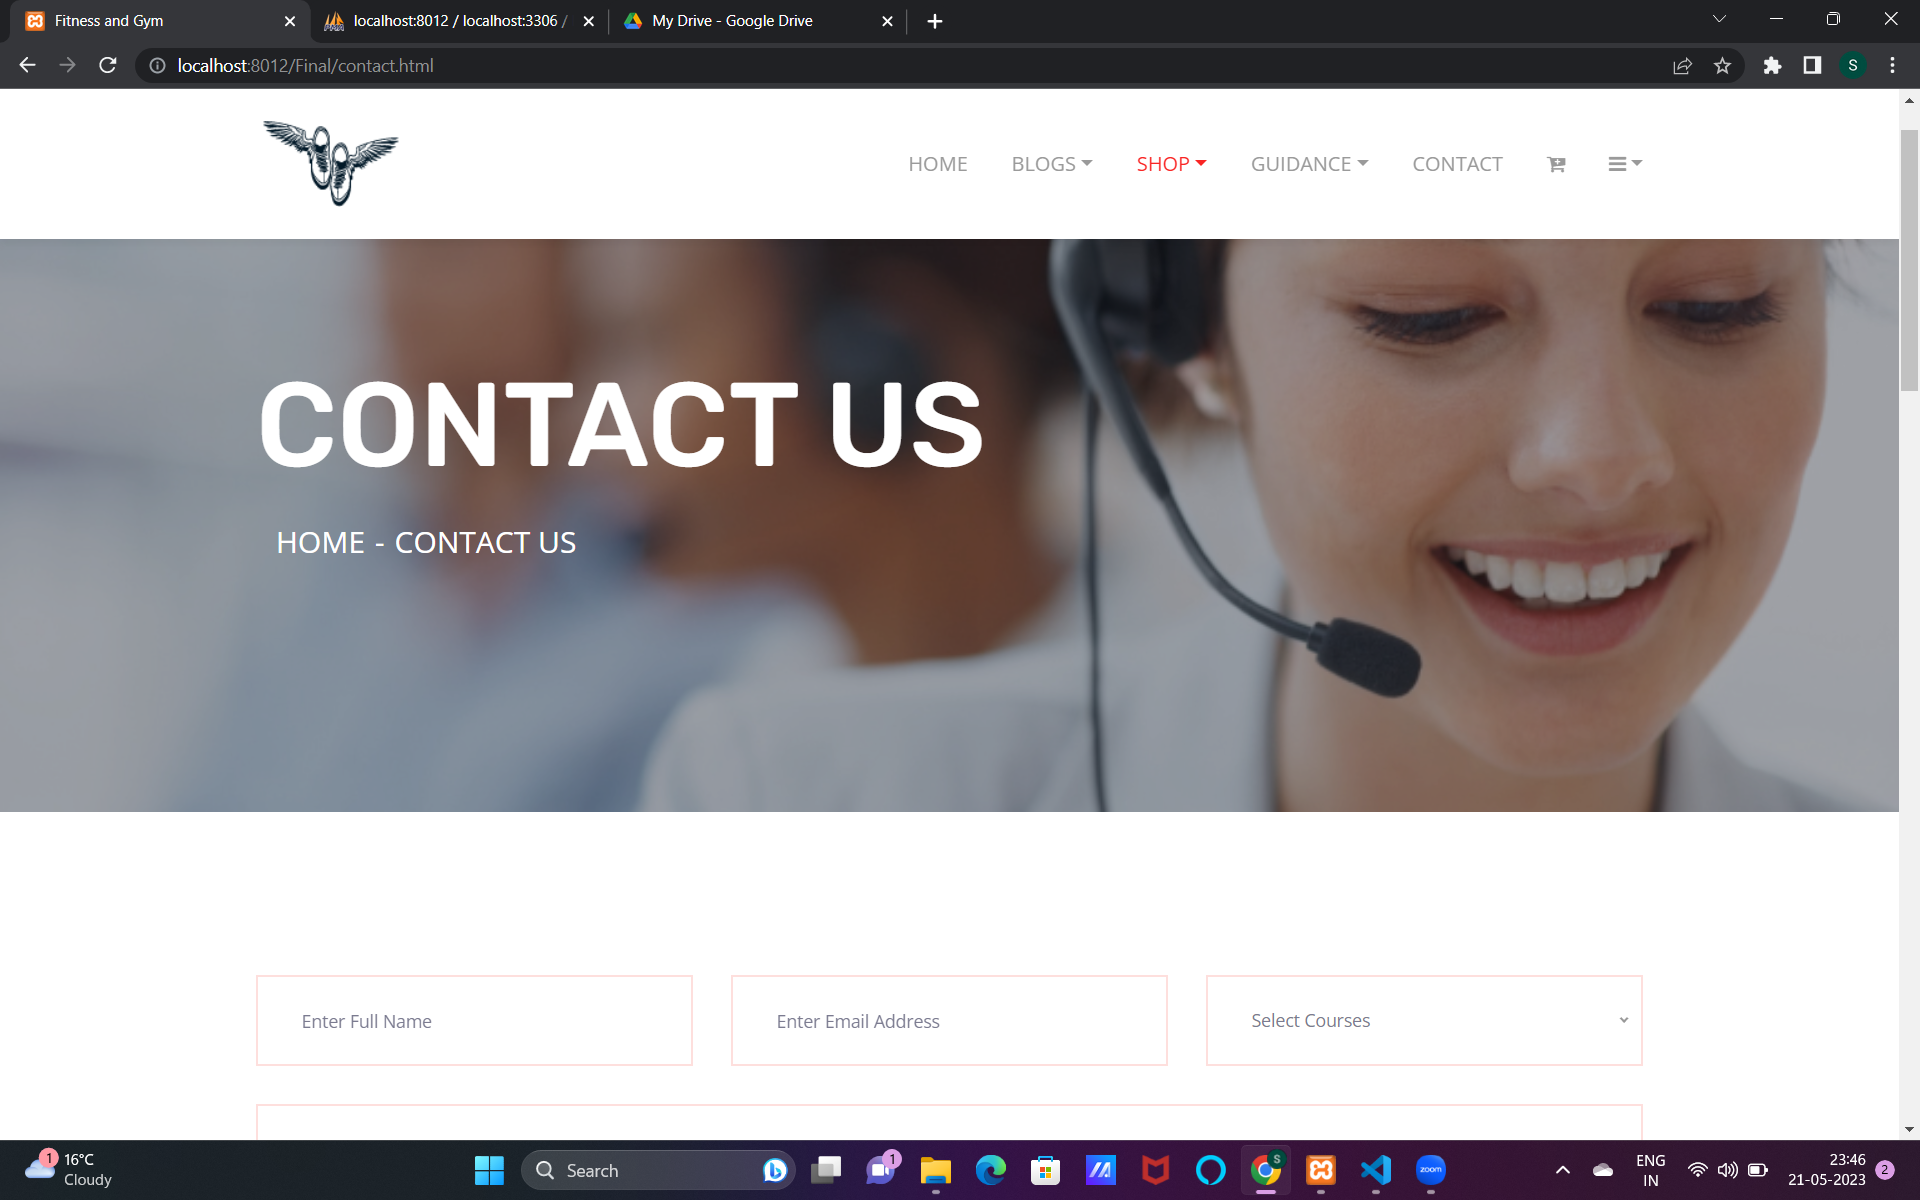 Fitness and Gym
localhost:8012 / localhost:3306 /
My Drive - Google Drive
localhost:8012/Final/contact.html
S
HOME BLOGS SHOP GUIDANCE CONTACT
CONTACT US
HOME - CONTACT US
Enter Full Name
Enter Email Address
Select Courses
1
16°C
Cloudy
Search
1
S
zoom
ENG
IN
23:46
21-05-2023
2